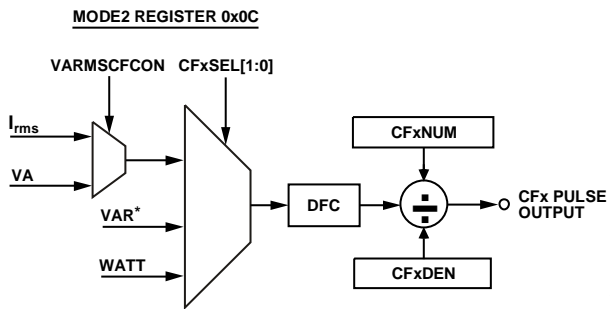 MODE2 REGISTER 0x0C
VARMSCFCON CFxSEL[1:0]
Irms
VA
VAR*
WATT
DFC
CFxNUM
÷
CFxDEN
CFx PULSE
OUTPUT